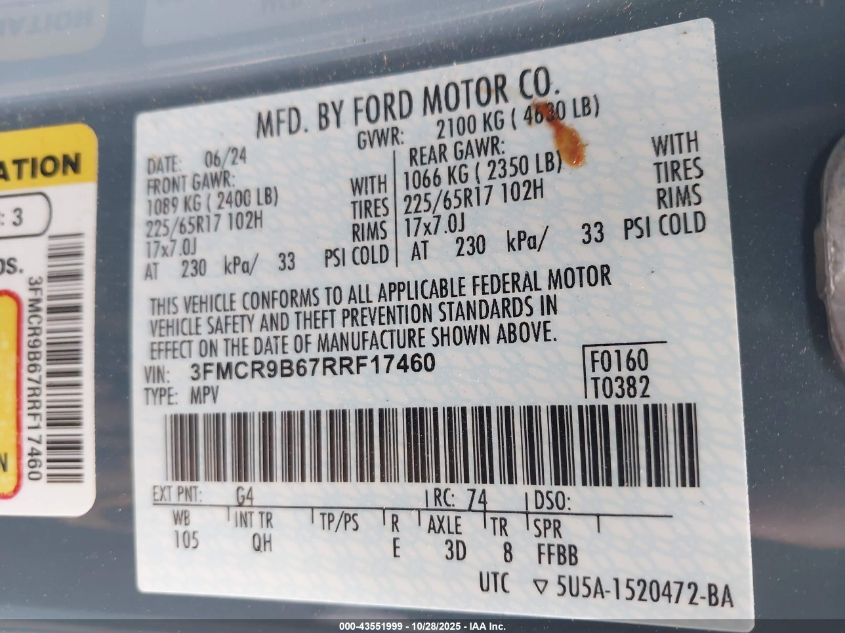 MFD. BY FORD MOTOR CO.
DATE: 06/24 GVWR: 2100 KG ( 4630 LB)
FRONT GAWR: REAR GAWR:
1089 KG ( 2400 LB) WITH 1066 KG ( 2350 LB) WITH
225/65R17 102H TIRES 225/65R17 102H TIRES
17x7.0J RIMS 17x7.0J RIMS
AT 230 kPa/ 33 PSI COLD AT 230 kPa/ 33 PSI COLD
THIS VEHICLE CONFORMS TO ALL APPLICABLE FEDERAL MOTOR
VEHICLE SAFETY AND THEFT PREVENTION STANDARDS IN
EFFECT ON THE DATE OF MANUFACTURE SHOWN ABOVE.
VIN: 3FMCR9B67RRF17460 F0160
TYPE: MPV T0382
EXT PNT: G4 RC: 74 DSO:
WB INT TR TP/PS R AXLE TR SPR
105 QH E 3D 8 FFBB
UTC ▽ 5U5A-1520472-BA
: 3
3FMCR9B67RRF17460
000-43551999 - 10/28/2025 - IAA Inc.